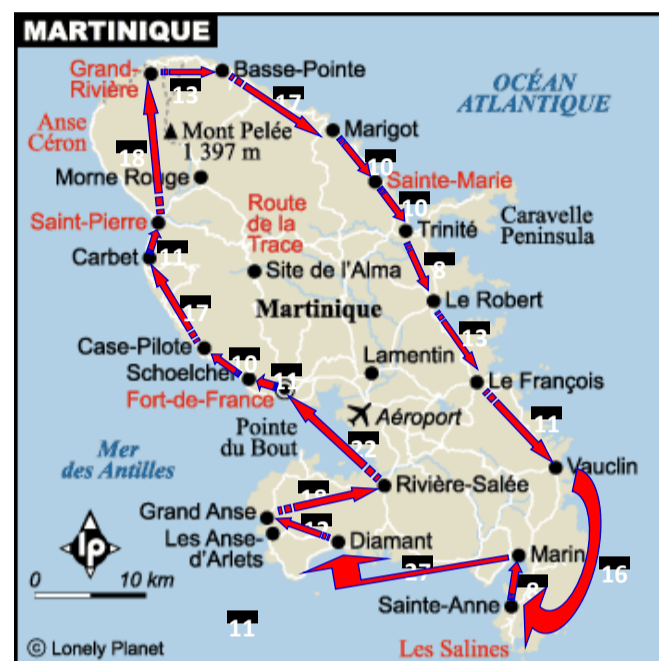 MARTINIQUE
Grand-
Rivière
Basse-Pointe
13
17
OCÉAN
ATLANTIQUE
Anse
Céron
Mont Pelée
1 397 m
Marigot
18
10
Morne Rouge
Sainte-Marie
10
Saint-Pierre
Route
de la
Trace
Trinité
Caravelle
Peninsula
Carbet
11
Site de l'Alma
8
Le Robert
17
Martinique
13
Case-Pilote
Lamentin
Schoelcher
10
11
Le François
Fort-de-France
Aéroport
11
Pointe
du Bout
22
Mer
des Antilles
Vauclin
Rivière-Salée
Grand Anse
Les Anse-
d'Arlets
Diamant
Marin
lp
27
16
0
10 km
8
Sainte-Anne
11
© Lonely Planet
Les Salines